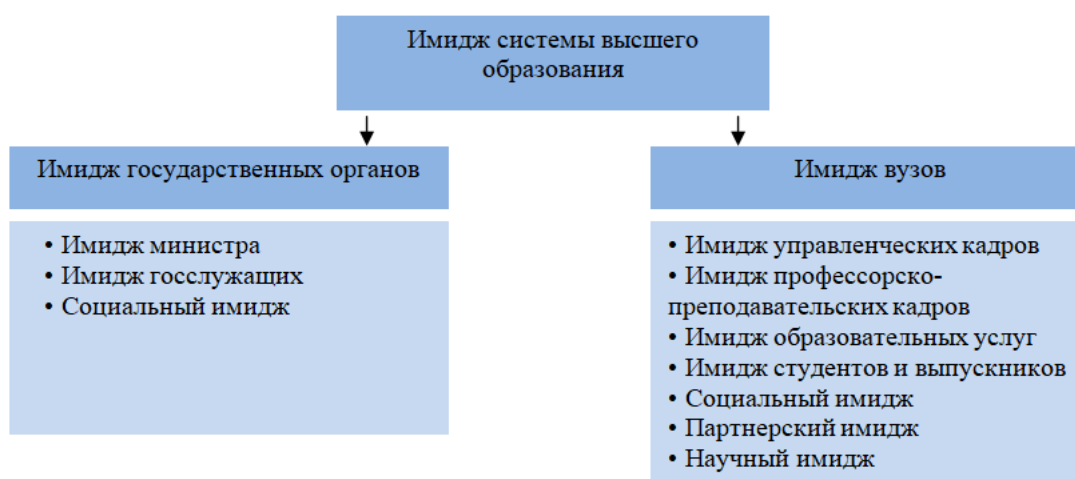 Имидж системы высшего
образования
Имидж государственных органов
• Имидж министра
• Имидж госслужащих
• Социальный имидж
Имидж вузов
• Имидж управленческих кадров
• Имидж профессорско-
преподавательских кадров
• Имидж образовательных услуг
• Имидж студентов и выпускников
• Социальный имидж
• Партнерский имидж
• Научный имидж